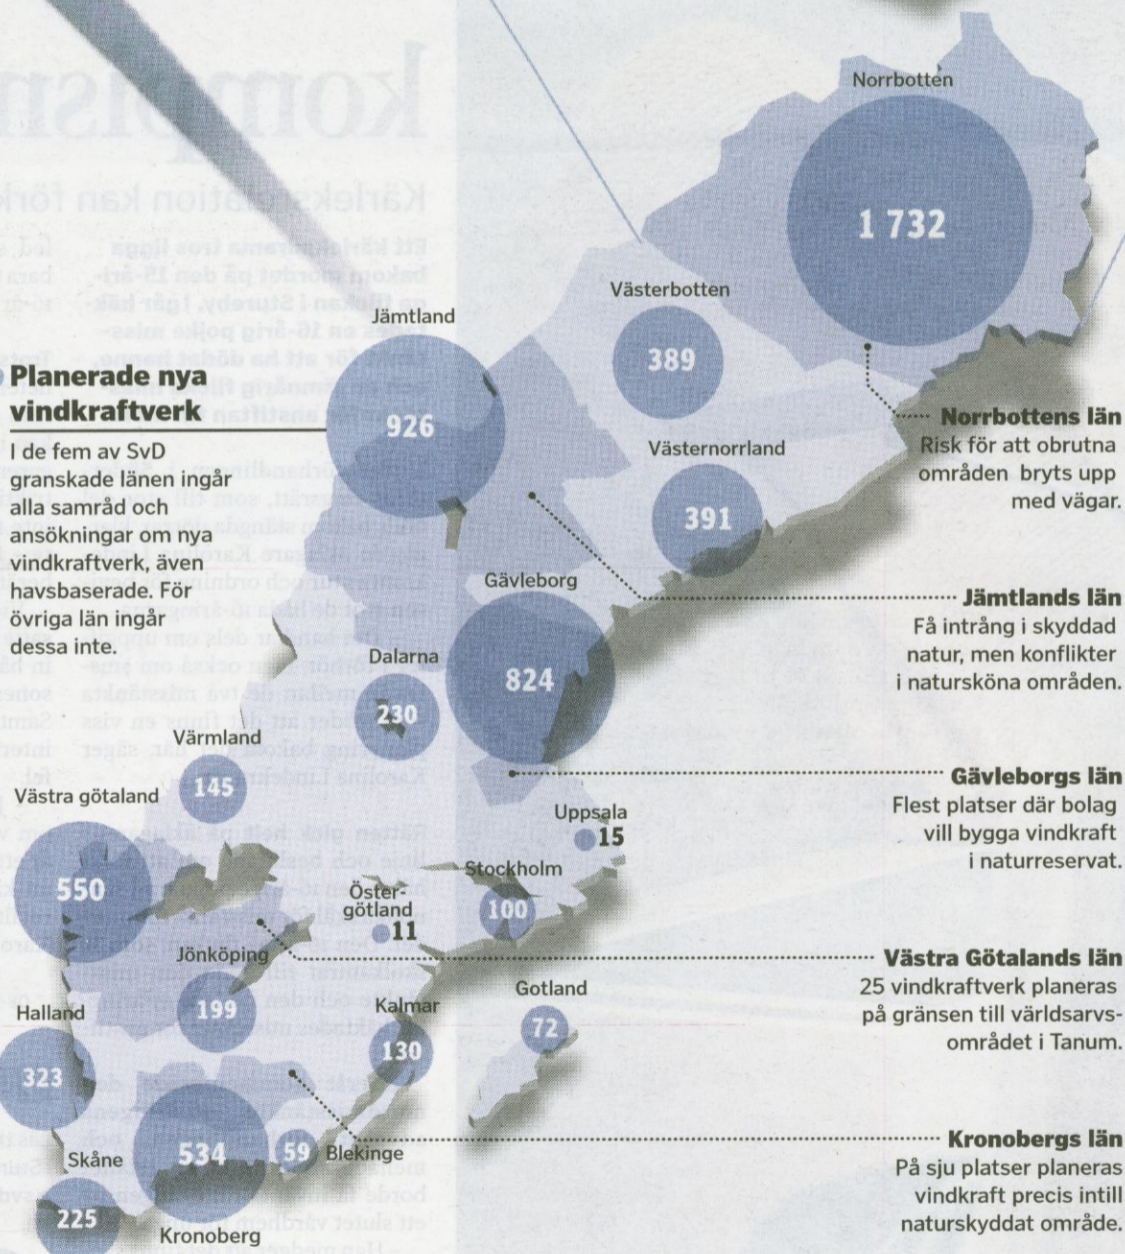 Norrbotten
1 732
Västerbotten
389
Jämtland
926
Planerade nya
vindkraftverk
I de fem av SvD
granskade länen ingår
alla samråd och
ansökningar om nya
vindkraftverk, även
havsbaserade. För
övriga län ingår
dessa inte.
Västernorrland
391
Norrbottens län
Risk för att obrutna
områden bryts upp
med vägar.
Gävleborg
824
Jämtlands län
Få intrång i skyddad
natur, men konflikter
i natursköna områden.
Dalarna
230
Värmland
145
Gävleborgs län
Flest platser där bolag
vill bygga vindkraft
i naturreservat.
Västra götaland
550
Uppsala
15
Stockholm
100
Öster-
götland
11
Västra Götalands län
25 vindkraftverk planeras
på gränsen till världsarvs-
området i Tanum.
Jönköping
199
Gotland
72
Kalmar
130
Halland
323
Kronobergs län
På sju platser planeras
vindkraft precis intill
naturskyddat område.
534
Kronoberg
59
Blekinge
Skåne
225